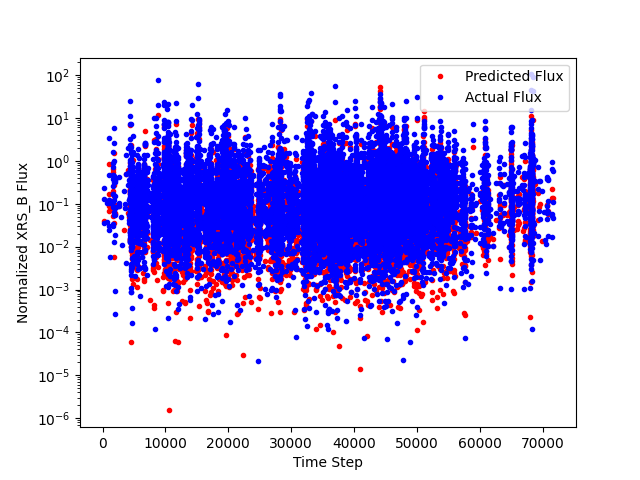 Predicted Flux
Actual Flux
Normalized XRS_B Flux
10²
10¹
10⁰
10⁻¹
10⁻²
10⁻³
10⁻⁴
10⁻⁵
10⁻⁶
0 10000 20000 30000 40000 50000 60000 70000
Time Step